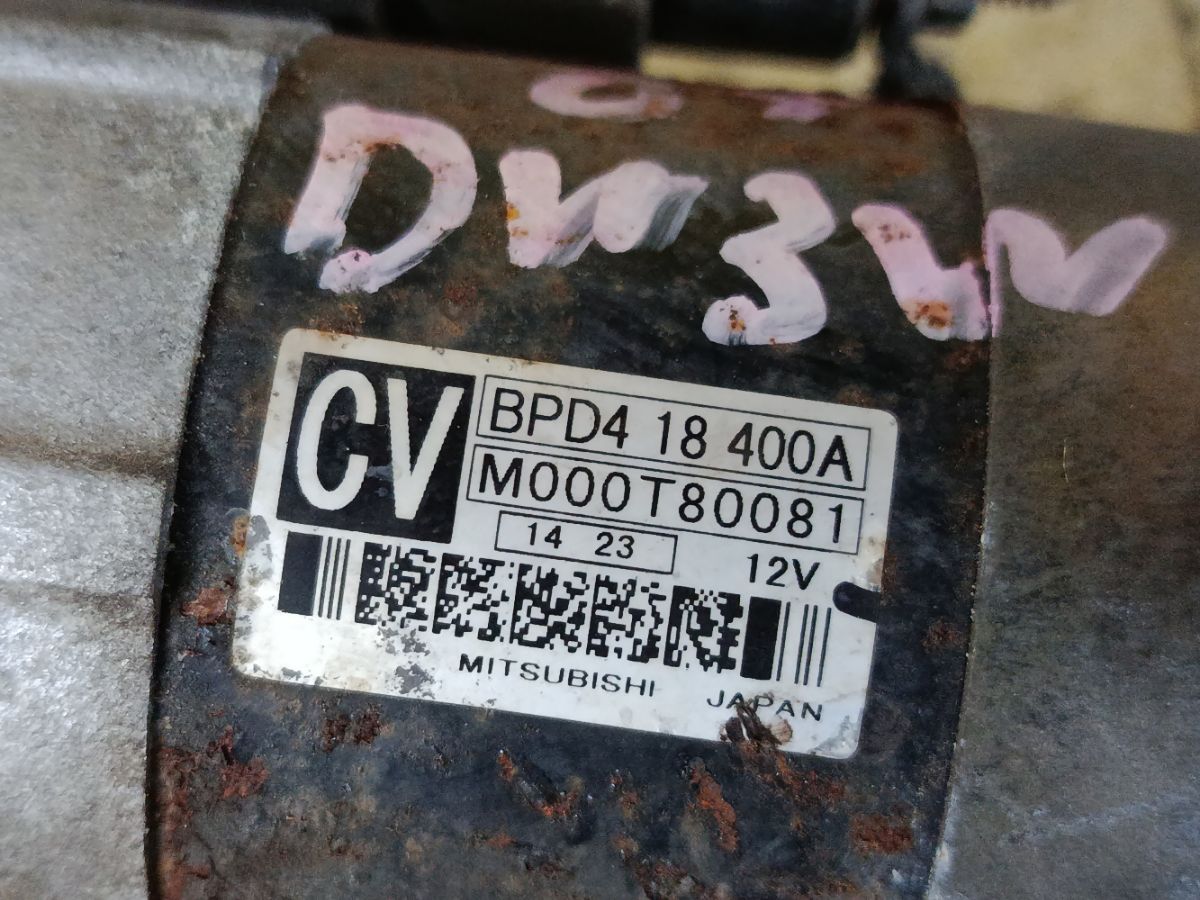 DW3W
CV
BPD4 18 400A
M000T80081
14 23
12V
MITSUBISHI JAPAN